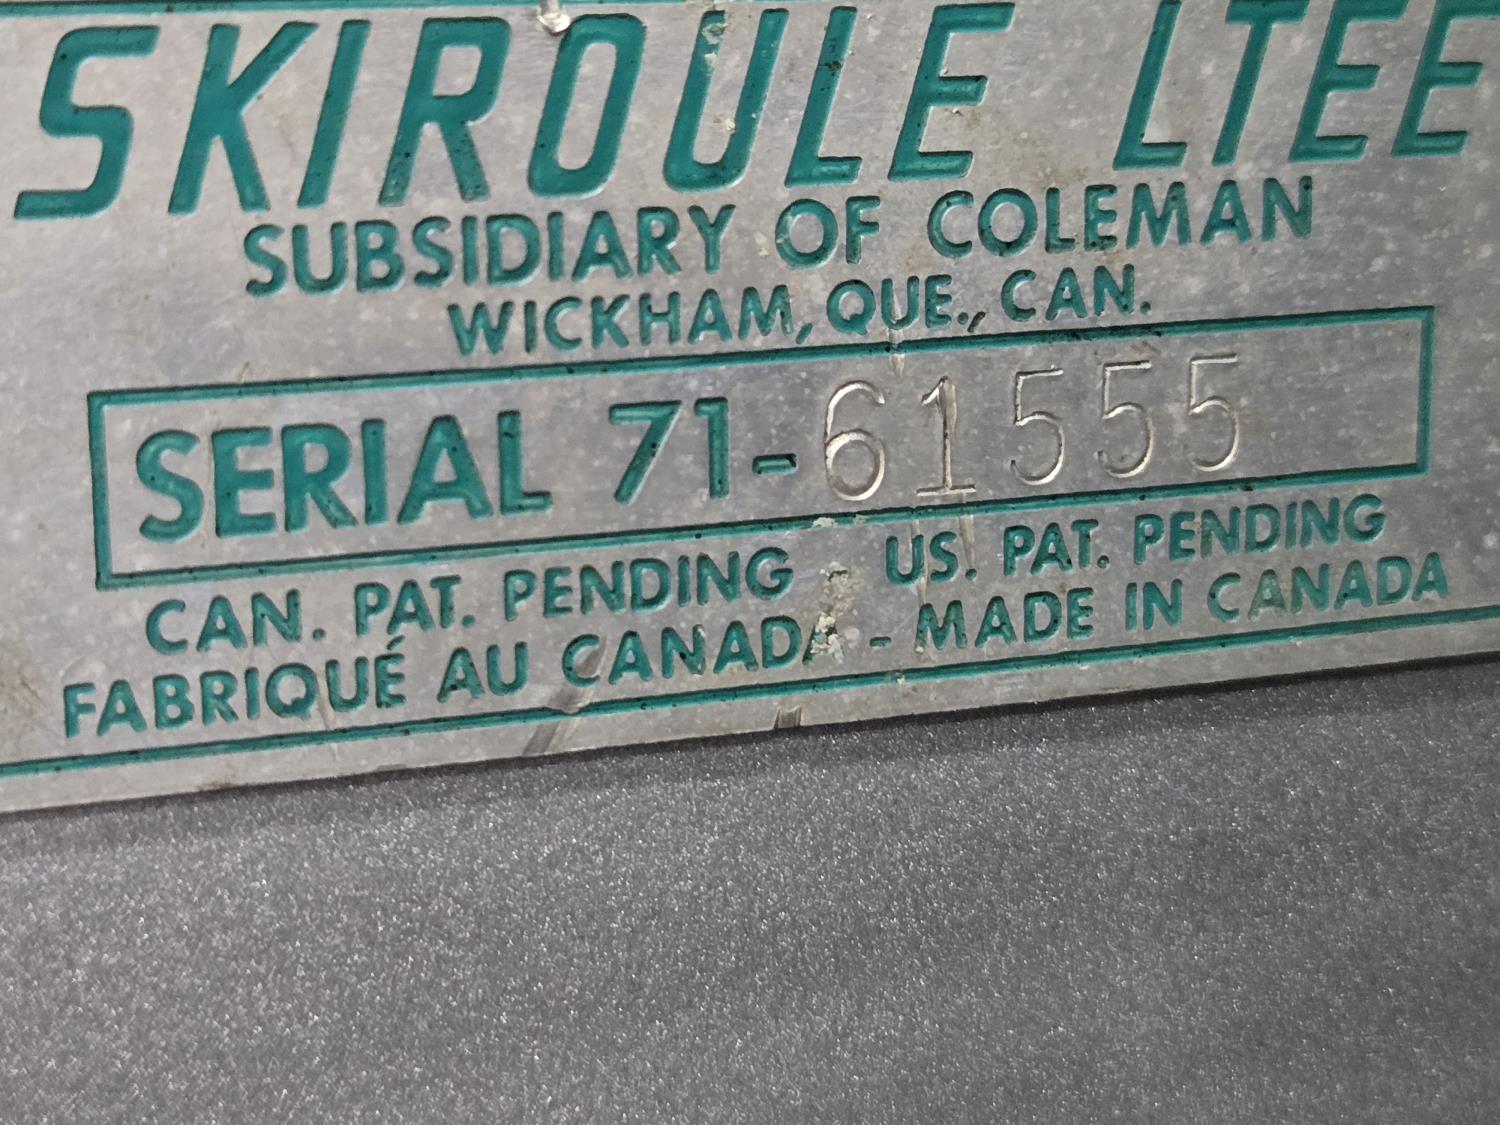 SKIROULE LTEE
SUBSIDIARY OF COLEMAN
WICKHAM, QUE., CAN.
SERIAL 71-61555
CAN. PAT. PENDING - US. PAT. PENDING
FABRIQUÉ AU CANADA - MADE IN CANADA